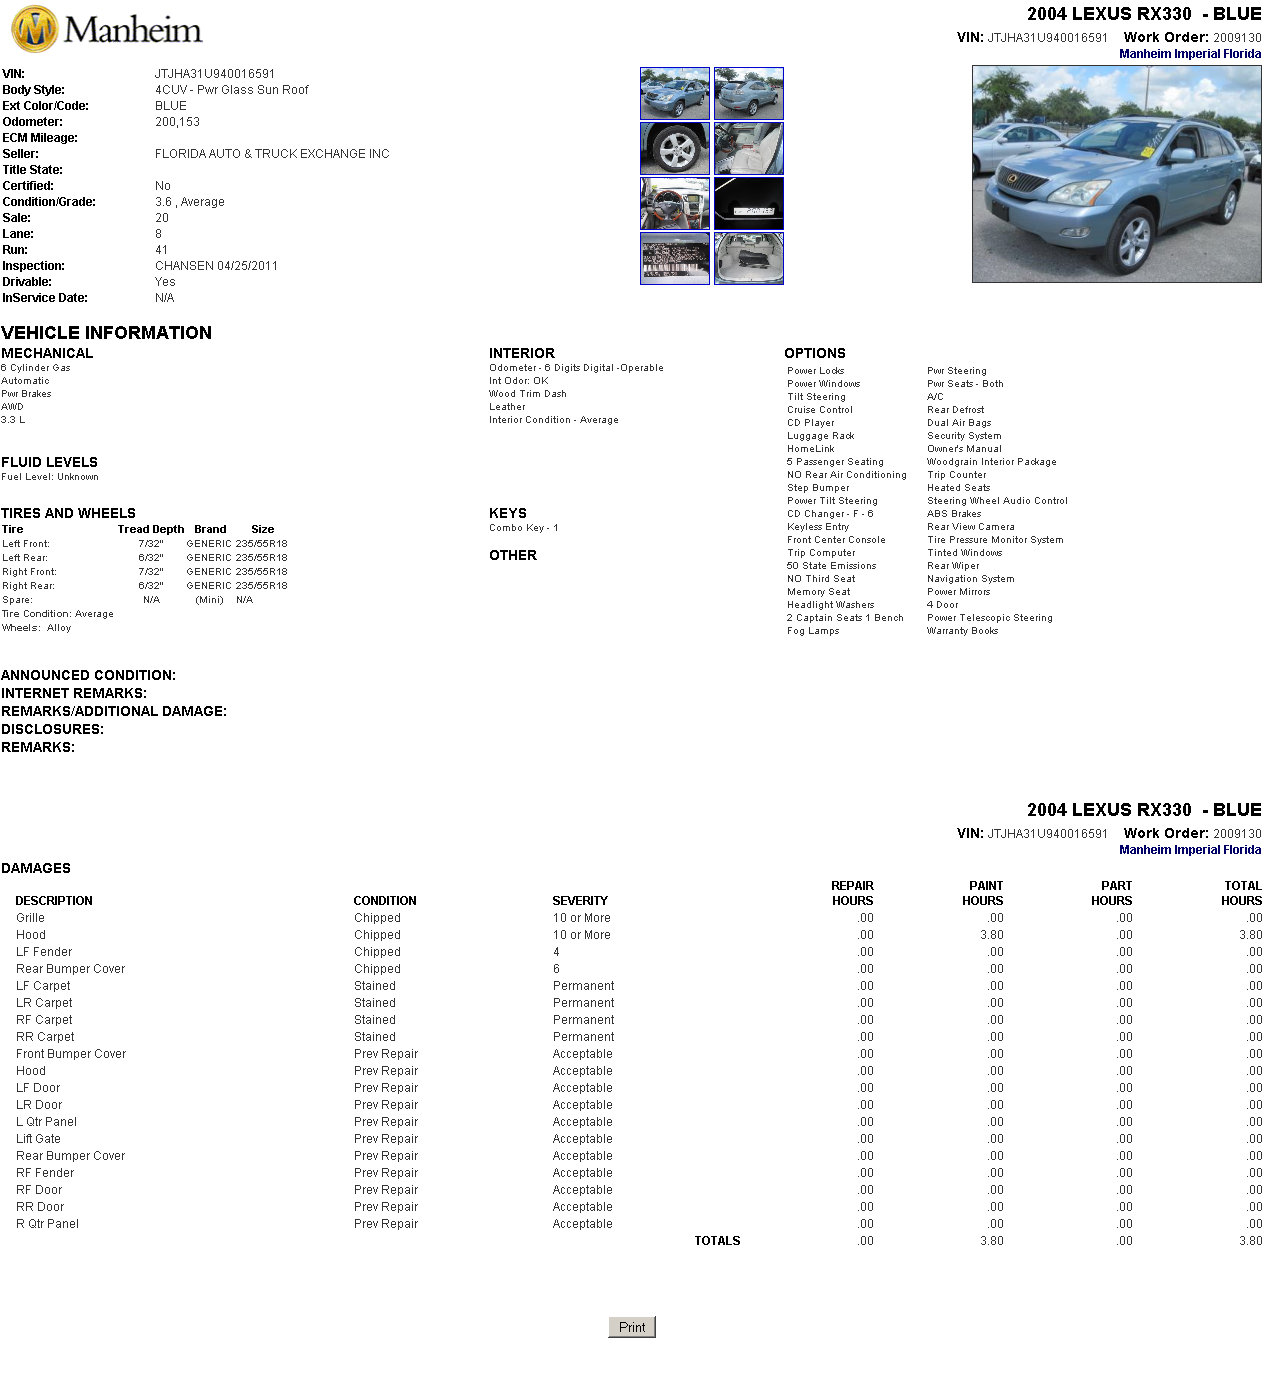 Manheim
2004 LEXUS RX330 - BLUE
VIN: JTJHA31U940016591 Work Order: 2009130
Manheim Imperial Florida
VIN: JTJHA31U940016591
Body Style: 4CUV - Pwr Glass Sun Roof
Ext Color/Code: BLUE
Odometer: 200,153
ECM Mileage:
Seller: FLORIDA AUTO & TRUCK EXCHANGE INC
Title State:
Certified: No
Condition/Grade: 3.6 , Average
Sale: 20
Lane: 8
Run: 41
Inspection: CHANSEN 04/25/2011
Drivable: Yes
InService Date: N/A
VEHICLE INFORMATION
MECHANICAL
6 Cylinder Gas
Automatic
Pwr Brakes
AWD
3.3 L
FLUID LEVELS
Fuel Level: Unknown
TIRES AND WHEELS
Tire Tread Depth Brand Size
Left Front: 7/32" GENERIC 235/55R18
Left Rear: 6/32" GENERIC 235/55R18
Right Front: 7/32" GENERIC 235/55R18
Right Rear: 6/32" GENERIC 235/55R18
Spare: N/A (Mini) N/A
Tire Condition: Average
Wheels: Alloy
INTERIOR
Odometer - 6 Digits Digital -Operable
Int Odor: OK
Wood Trim Dash
Leather
Interior Condition - Average
KEYS
Combo Key - 1
OTHER
OPTIONS
Power Locks Pwr Steering
Power Windows Pwr Seats - Both
Tilt Steering A/C
Cruise Control Rear Defrost
CD Player Dual Air Bags
Luggage Rack Security System
HomeLink Owner's Manual
5 Passenger Seating Woodgrain Interior Package
NO Rear Air Conditioning Trip Counter
Step Bumper Heated Seats
Power Tilt Steering Steering Wheel Audio Control
CD Changer - F - 6 ABS Brakes
Keyless Entry Rear View Camera
Front Center Console Tire Pressure Monitor System
Trip Computer Tinted Windows
50 State Emissions Rear Wiper
NO Third Seat Navigation System
Memory Seat Power Mirrors
Headlight Washers 4 Door
2 Captain Seats 1 Bench Power Telescopic Steering
Fog Lamps Warranty Books
ANNOUNCED CONDITION:
INTERNET REMARKS:
REMARKS/ADDITIONAL DAMAGE:
DISCLOSURES:
REMARKS:
2004 LEXUS RX330 - BLUE
VIN: JTJHA31U940016591 Work Order: 2009130
Manheim Imperial Florida
DAMAGES
REPAIR PAINT PART TOTAL
DESCRIPTION CONDITION SEVERITY HOURS HOURS HOURS HOURS
Grille Chipped 10 or More .00 .00 .00 .00
Hood Chipped 10 or More .00 3.80 .00 3.80
LF Fender Chipped 4 .00 .00 .00 .00
Rear Bumper Cover Chipped 6 .00 .00 .00 .00
LF Carpet Stained Permanent .00 .00 .00 .00
LR Carpet Stained Permanent .00 .00 .00 .00
RF Carpet Stained Permanent .00 .00 .00 .00
RR Carpet Stained Permanent .00 .00 .00 .00
Front Bumper Cover Prev Repair Acceptable .00 .00 .00 .00
Hood Prev Repair Acceptable .00 .00 .00 .00
LF Door Prev Repair Acceptable .00 .00 .00 .00
LR Door Prev Repair Acceptable .00 .00 .00 .00
L Qtr Panel Prev Repair Acceptable .00 .00 .00 .00
Lift Gate Prev Repair Acceptable .00 .00 .00 .00
Rear Bumper Cover Prev Repair Acceptable .00 .00 .00 .00
RF Fender Prev Repair Acceptable .00 .00 .00 .00
RF Door Prev Repair Acceptable .00 .00 .00 .00
RR Door Prev Repair Acceptable .00 .00 .00 .00
R Qtr Panel Prev Repair Acceptable .00 .00 .00 .00
TOTALS .00 3.80 .00 3.80
Print